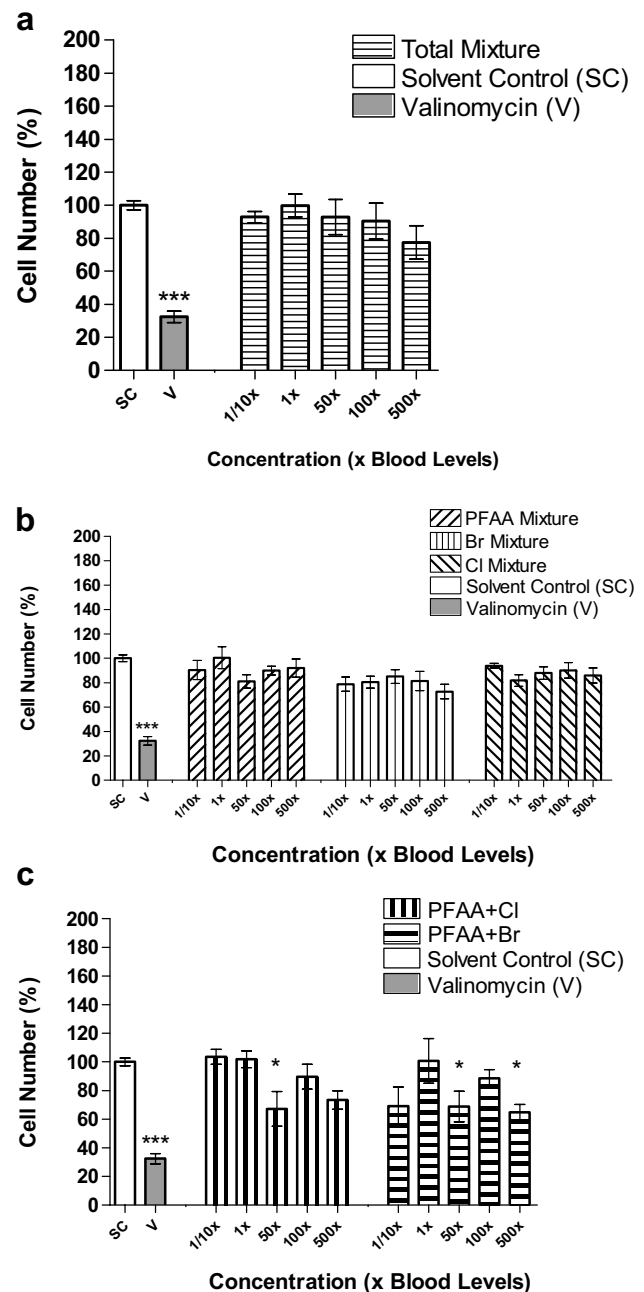 a
Total Mixture
Solvent Control (SC)
Valinomycin (V)
Cell Number (%)
200
180
160
140
120
100
80
60
40
20
0
***
SC V 1/10x 1x 50x 100x 500x
Concentration (x Blood Levels)
b
PFAA Mixture
Br Mixture
Cl Mixture
Solvent Control (SC)
Valinomycin (V)
Cell Number (%)
200
180
160
140
120
100
80
60
40
20
0
***
SC V 1/10x 1x 50x 100x 500x 1/10x 1x 50x 100x 500x 1/10x 1x 50x 100x 500x
Concentration (x Blood Levels)
c
PFAA+Cl
PFAA+Br
Solvent Control (SC)
Valinomycin (V)
Cell Number (%)
200
180
160
140
120
100
80
60
40
20
0
*** * * *
SC V 1/10x 1x 50x 100x 500x 1/10x 1x 50x 100x 500x
Concentration (x Blood Levels)